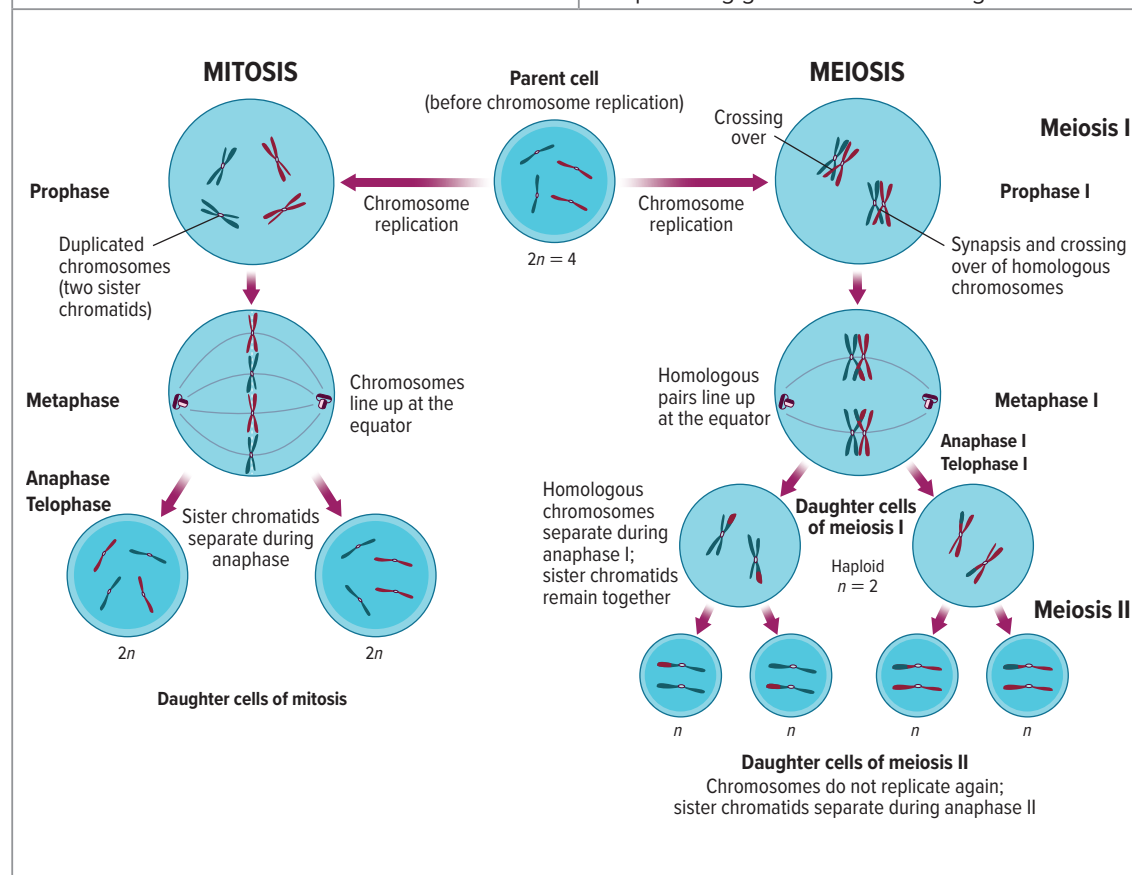 MITOSIS
Parent cell
(before chromosome replication)
MEIOSIS
Crossing
over
Meiosis I
Prophase
Chromosome
replication
Chromosome
replication
Prophase I
Duplicated
chromosomes
(two sister
chromatids)
2n = 4
Synapsis and crossing
over of homologous
chromosomes
Metaphase
Chromosomes
line up at the
equator
Homologous
pairs line up
at the equator
Metaphase I
Anaphase I
Telophase I
Anaphase
Telophase
Sister chromatids
separate during
anaphase
Homologous
chromosomes
separate during
anaphase I;
sister chromatids
remain together
Daughter cells
of meiosis I
Haploid
n = 2
Meiosis II
2n
2n
Daughter cells of mitosis
n
n
n
n
Daughter cells of meiosis II
Chromosomes do not replicate again;
sister chromatids separate during anaphase II